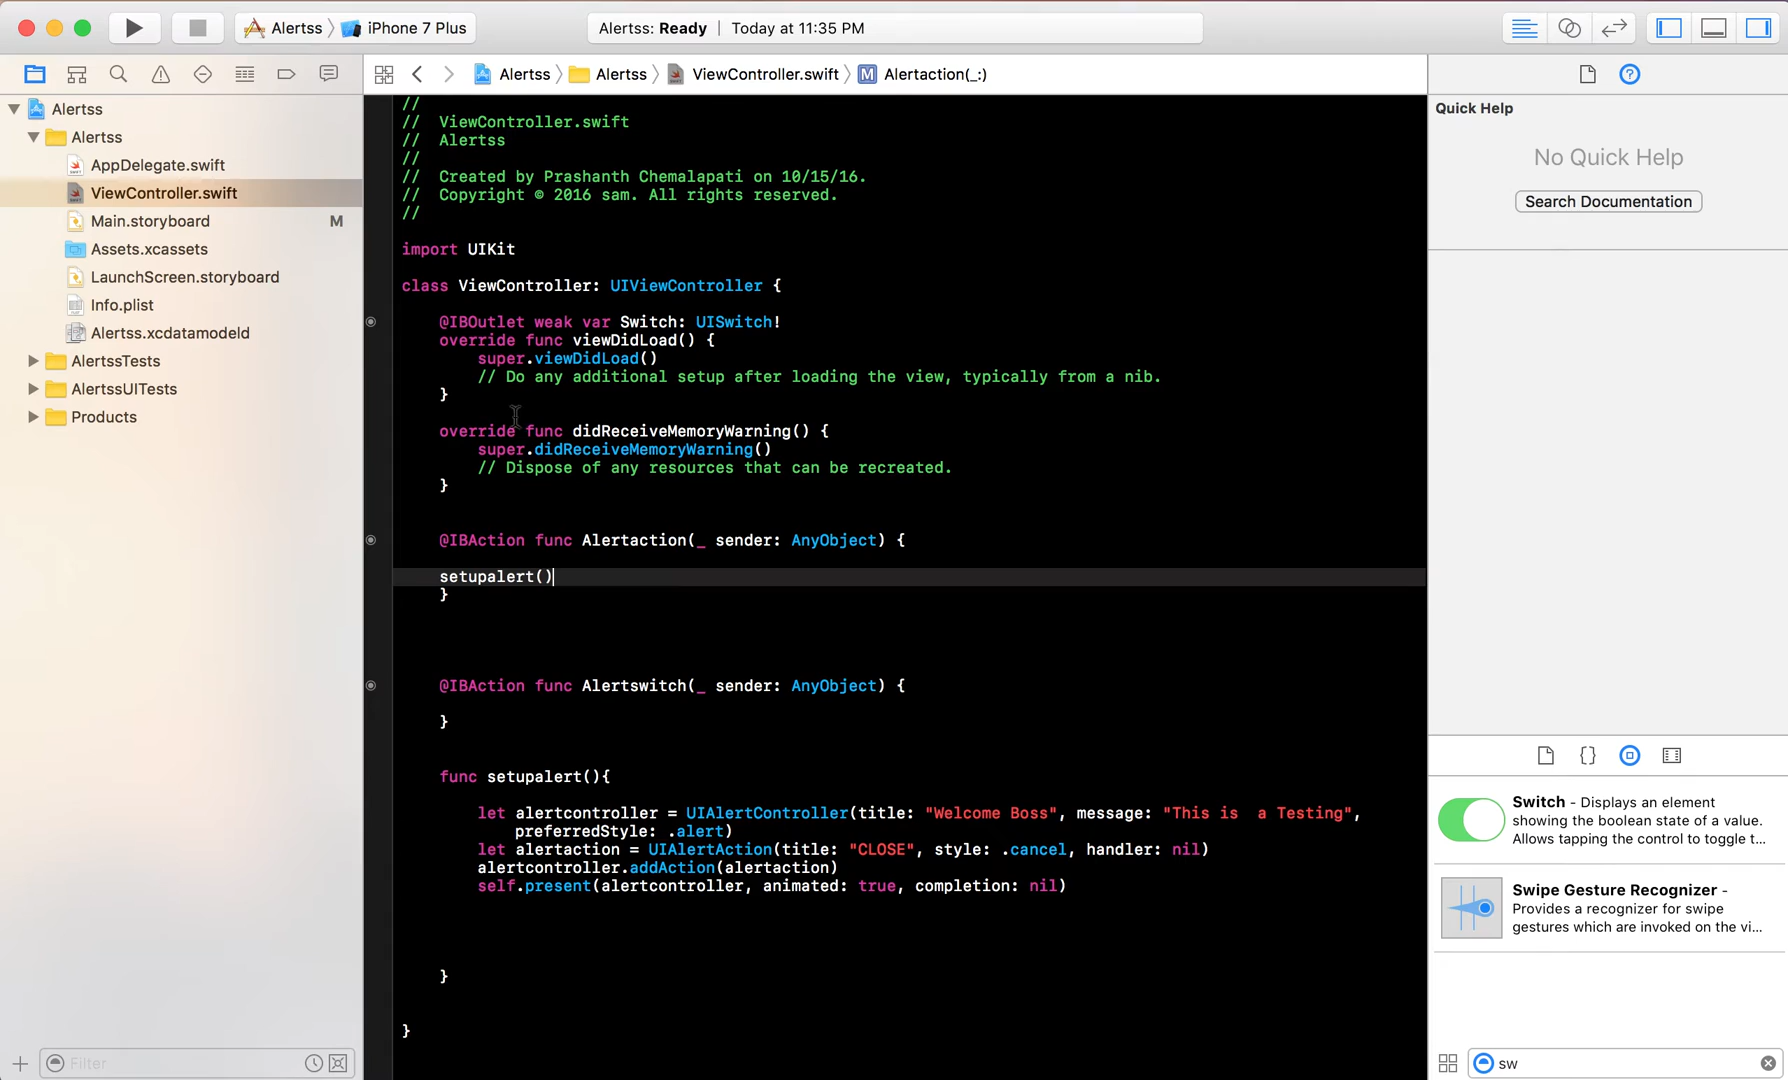 Alertss
iPhone 7 Plus
Alertss: Ready | Today at 11:35 PM
Alertss
Alertss
ViewController.swift
M Alertaction(_:)
Alertss
Alertss
AppDelegate.swift
ViewController.swift
Main.storyboard M
Assets.xcassets
LaunchScreen.storyboard
Info.plist
Alertss.xcdatamodeld
AlertssTests
AlertssUITests
Products
Filter
//
//  ViewController.swift
//  Alertss
//
//  Created by Prashanth Chemalapati on 10/15/16.
//  Copyright © 2016 sam. All rights reserved.
//
import UIKit
class ViewController: UIViewController {
@IBOutlet weak var Switch: UISwitch!
override func viewDidLoad() {
super.viewDidLoad()
// Do any additional setup after loading the view, typically from a nib.
}
override func didReceiveMemoryWarning() {
super.didReceiveMemoryWarning()
// Dispose of any resources that can be recreated.
}
@IBAction func Alertaction(_ sender: AnyObject) {
setupalert()
}
@IBAction func Alertswitch(_ sender: AnyObject) {
}
func setupalert(){
let alertcontroller = UIAlertController(title: "Welcome Boss", message: "This is  a Testing",
preferredStyle: .alert)
let alertaction = UIAlertAction(title: "CLOSE", style: .cancel, handler: nil)
alertcontroller.addAction(alertaction)
self.present(alertcontroller, animated: true, completion: nil)
}
}
Quick Help
No Quick Help
Search Documentation
{}
Switch - Displays an element
showing the boolean state of a value.
Allows tapping the control to toggle t...
Swipe Gesture Recognizer -
Provides a recognizer for swipe
gestures which are invoked on the vi...
sw